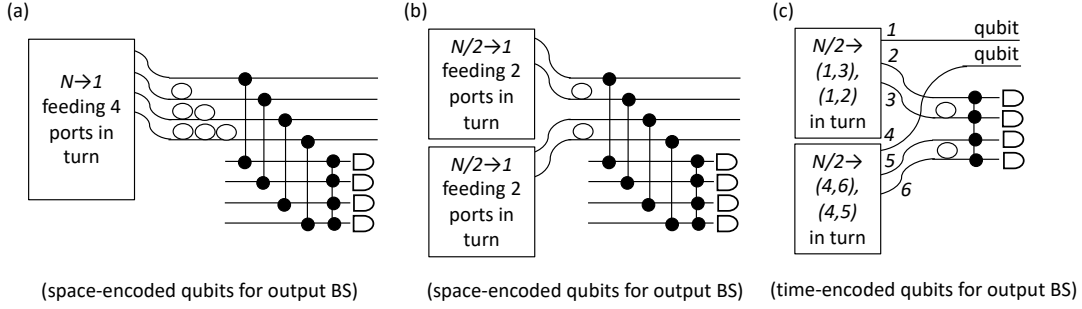 (a)
N→1
feeding 4
ports in
turn
(space-encoded qubits for output BS)
(b)
N/2→1
feeding 2
ports in
turn
N/2→1
feeding 2
ports in
turn
(space-encoded qubits for output BS)
(c)
N/2→
(1,3),
(1,2)
in turn
N/2→
(4,6),
(4,5)
in turn
1
2
3
4
5
6
qubit
qubit
(time-encoded qubits for output BS)